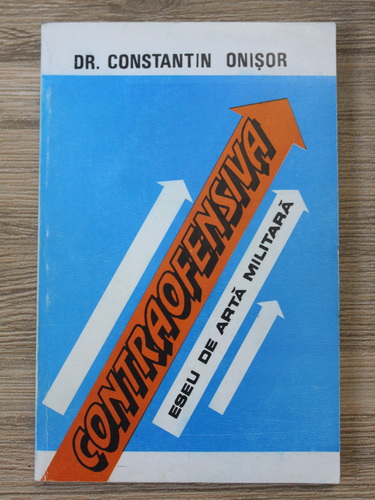 DR. CONSTANTIN ONIȘOR
CONTRAOFENSIVA
ESEU DE ARTĂ MILITARĂ